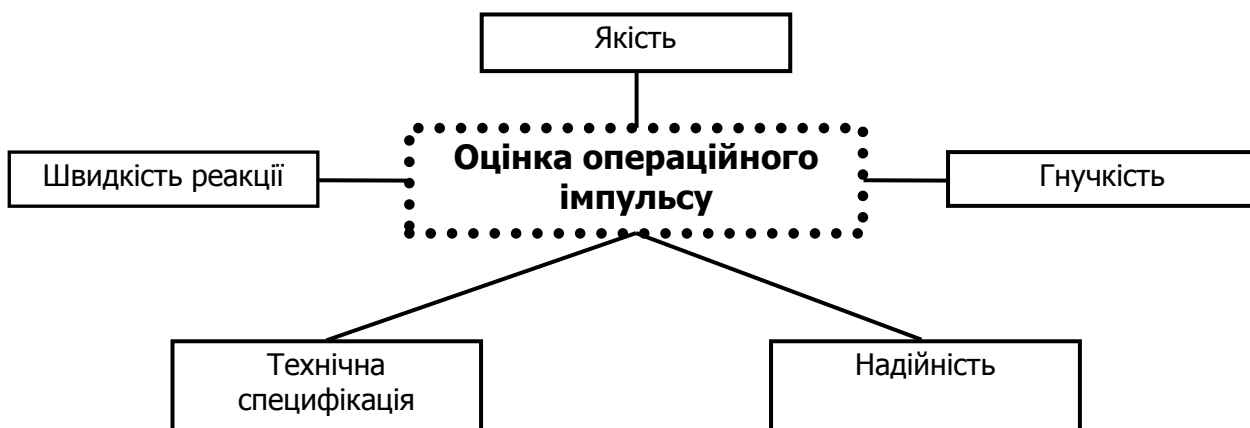 Якість
Оцінка операційного
імпульсу
Швидкість реакції
Гнучкість
Технічна
специфікація
Надійність